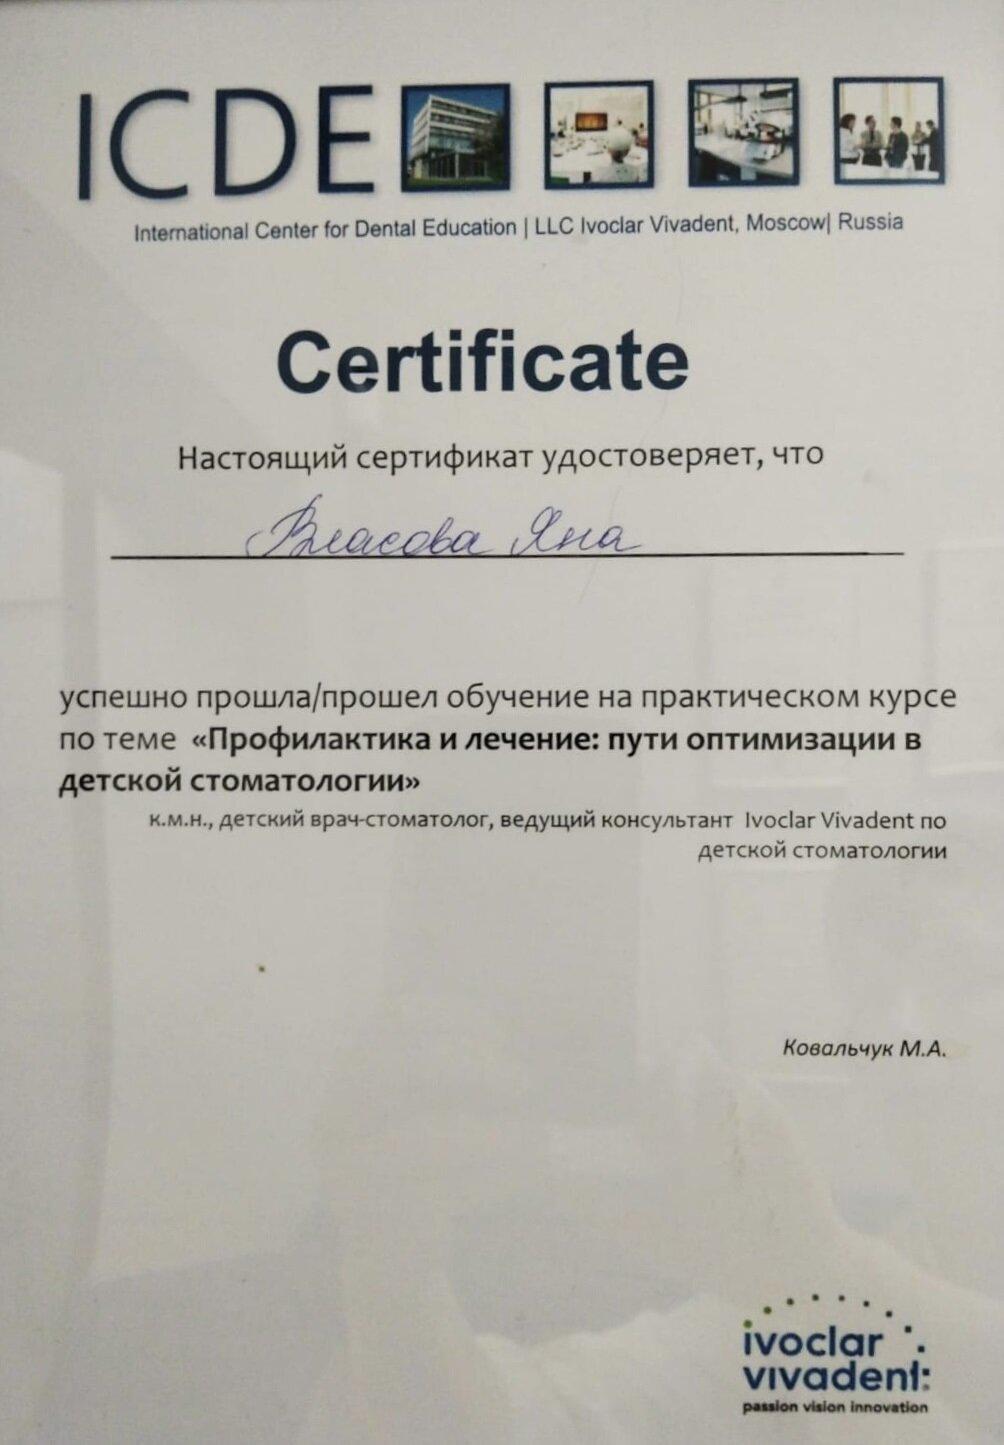 ICDE
International Center for Dental Education | LLC Ivoclar Vivadent, Moscow| Russia
Certificate
Настоящий сертификат удостоверяет, что
Власова Яна
успешно прошла/прошел обучение на практическом курсе
по теме «Профилактика и лечение: пути оптимизации в
детской стоматологии»
к.м.н., детский врач-стоматолог, ведущий консультант Ivoclar Vivadent по
детской стоматологии
Ковальчук М.А.
ivoclar
vivadent:
passion vision innovation